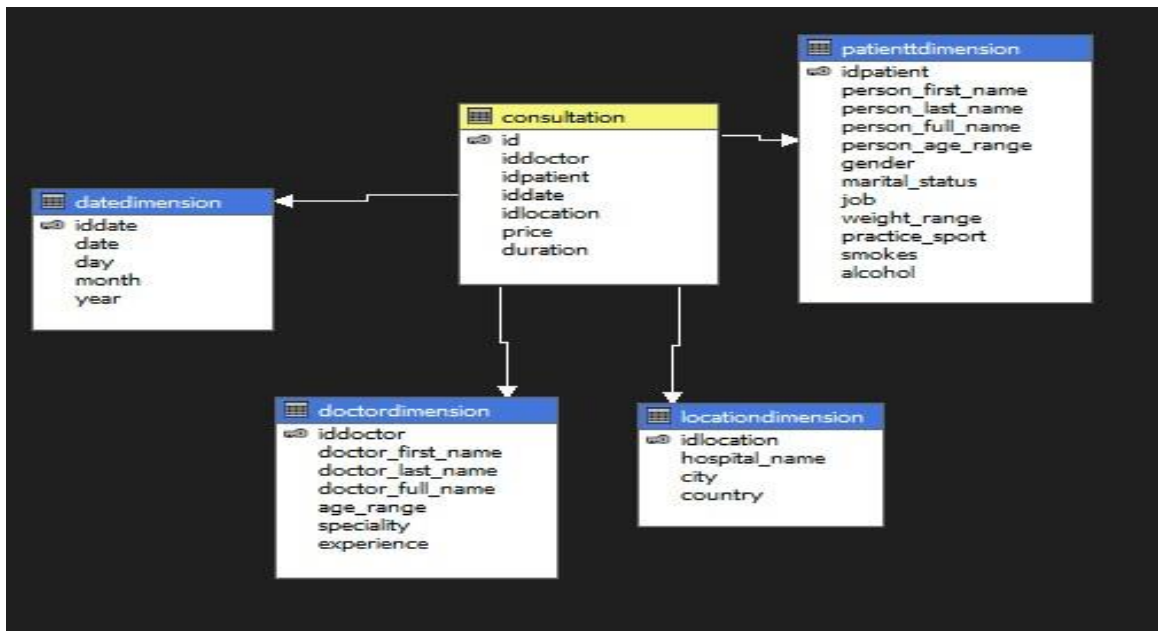 patienttdimension
idpatient
person_first_name
person_last_name
person_full_name
person_age_range
gender
marital_status
job
weight_range
practice_sport
smokes
alcohol
consultation
id
iddoctor
idpatient
iddate
idlocation
price
duration
datedimension
iddate
date
day
month
year
doctordimension
iddoctor
doctor_first_name
doctor_last_name
doctor_full_name
age_range
speciality
experience
locationdimension
idlocation
hospital_name
city
country